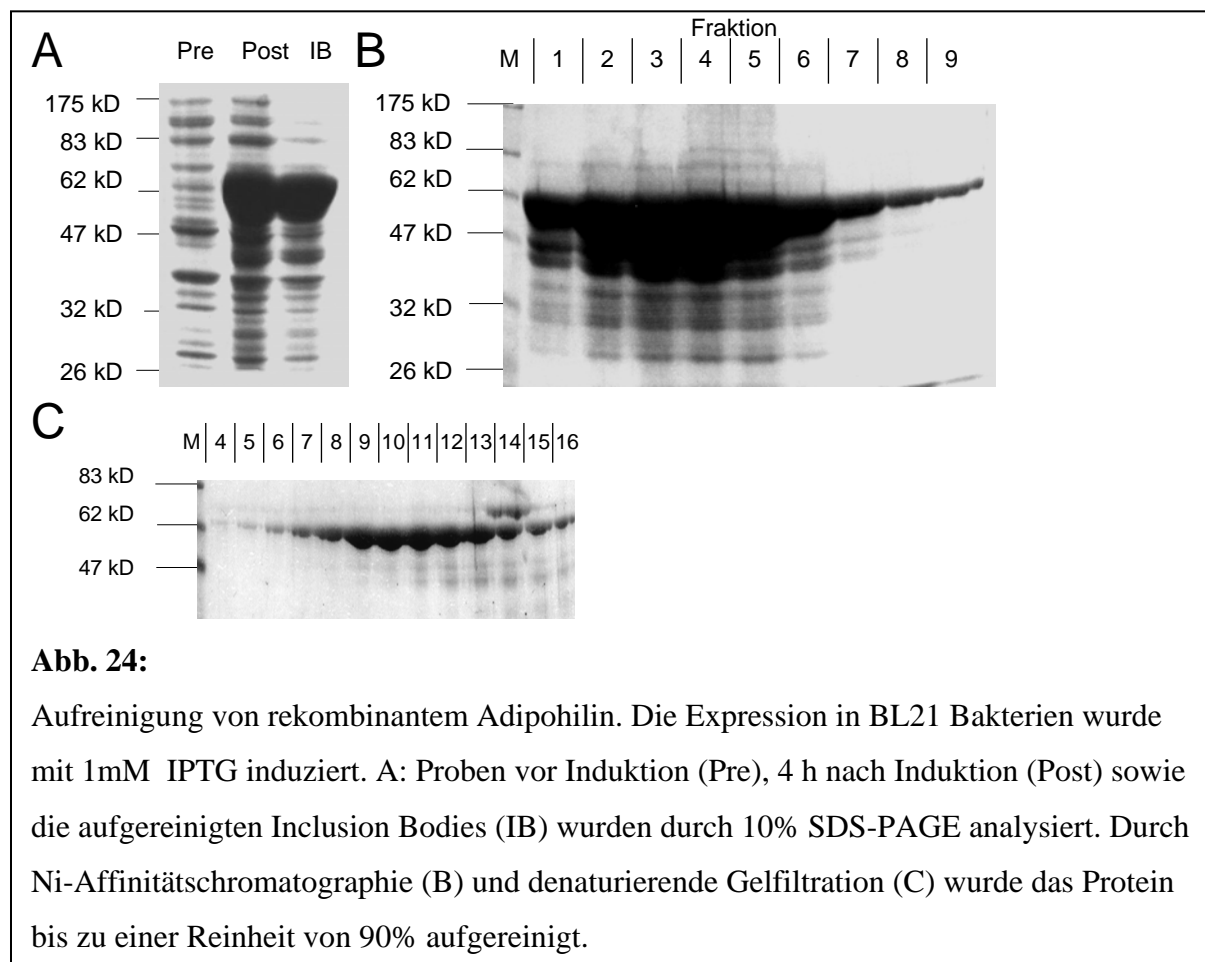 A
Pre Post IB
175 kD
83 kD
62 kD
47 kD
32 kD
26 kD
B
Fraktion
M 1 2 3 4 5 6 7 8 9
175 kD
83 kD
62 kD
47 kD
32 kD
26 kD
C
M 4 5 6 7 8 9 10 11 12 13 14 15 16
83 kD
62 kD
47 kD
Abb. 24:
Aufreinigung von rekombinantem Adipohilin. Die Expression in BL21 Bakterien wurde
mit 1mM IPTG induziert. A: Proben vor Induktion (Pre), 4 h nach Induktion (Post) sowie
die aufgereinigten Inclusion Bodies (IB) wurden durch 10% SDS-PAGE analysiert. Durch
Ni-Affinitätschromatographie (B) und denaturierende Gelfiltration (C) wurde das Protein
bis zu einer Reinheit von 90% aufgereinigt.